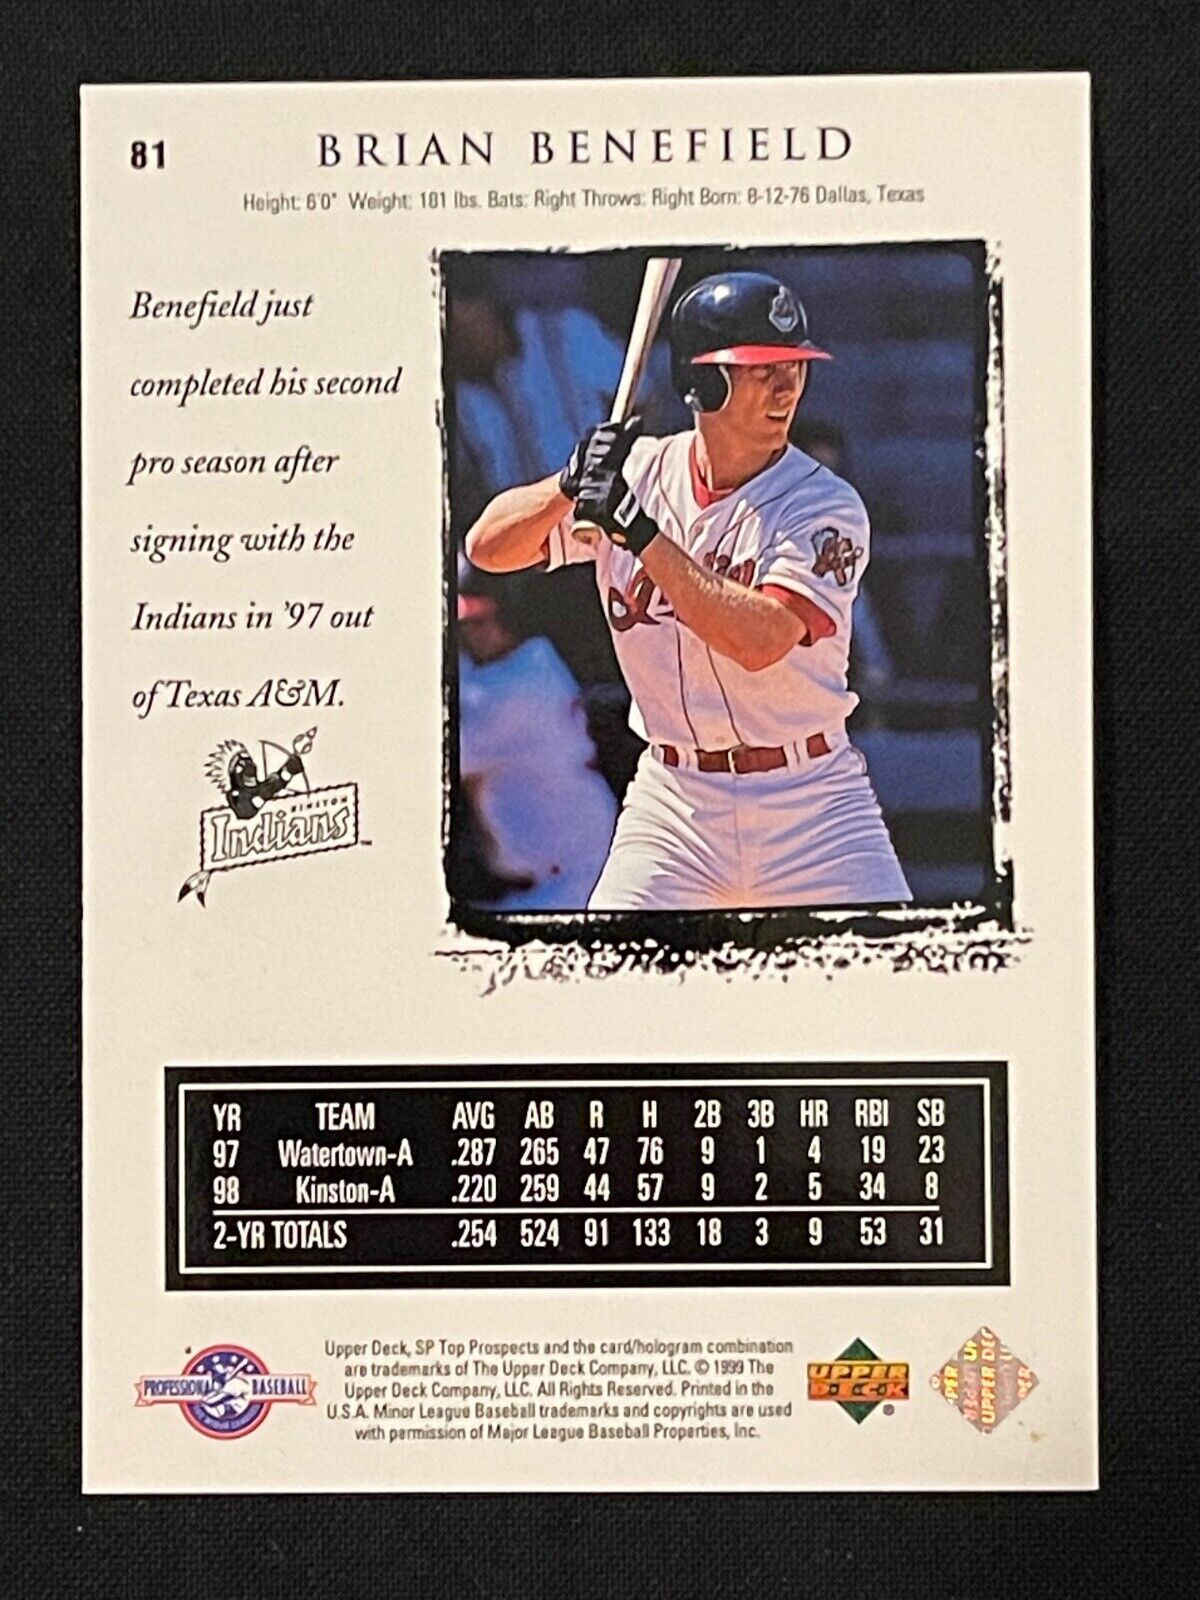 81
BRIAN BENEFIELD
Height: 6'0" Weight: 181 lbs. Bats: Right Throws: Right Born: 8-12-76 Dallas, Texas
Benefield just
completed his second
pro season after
signing with the
Indians in '97 out
of Texas A&M.
KINSTON
Indians™
YR TEAM AVG AB R H 2B 3B HR RBI SB
97 Watertown-A .287 265 47 76 9 1 4 19 23
98 Kinston-A .220 259 44 57 9 2 5 34 8
2-YR TOTALS .254 524 91 133 18 3 9 53 31
PROFESSIONAL BASEBALL
Upper Deck, SP Top Prospects and the card/hologram combination
are trademarks of The Upper Deck Company, LLC. © 1999 The
Upper Deck Company, LLC. All Rights Reserved. Printed in the
U.S.A. Minor League Baseball trademarks and copyrights are used
with permission of Major League Baseball Properties, Inc.
UPPER
DECK
®
UPPER DEC